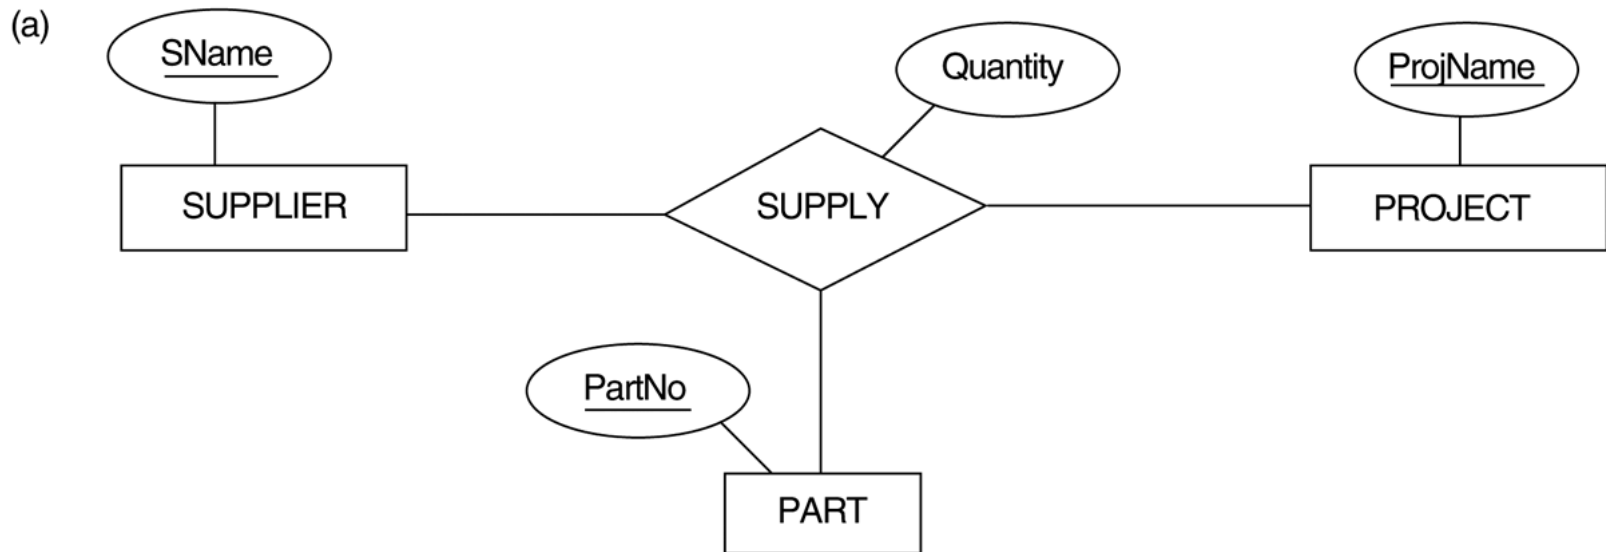 (a)
SName
Quantity
ProjName
SUPPLIER
SUPPLY
PROJECT
PartNo
PART